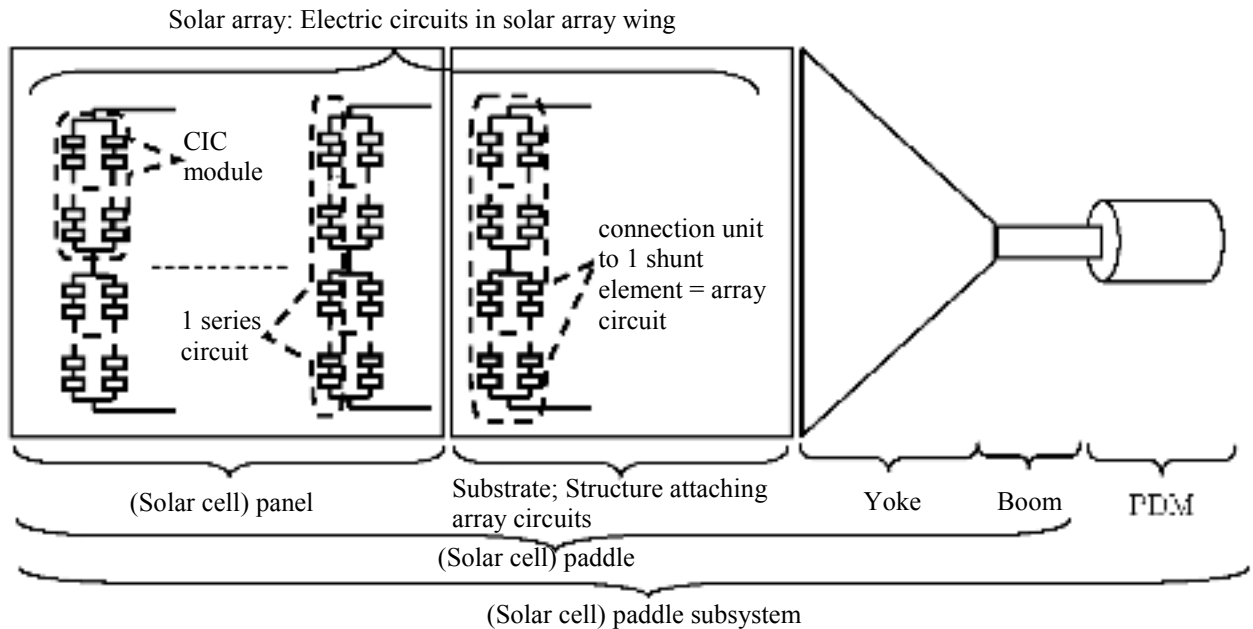 Solar array: Electric circuits in solar array wing
CIC
module
1 series
circuit
connection unit
to 1 shunt
element = array
circuit
(Solar cell) panel
Substrate; Structure attaching
array circuits
Yoke
Boom
PDM
(Solar cell) paddle
(Solar cell) paddle subsystem